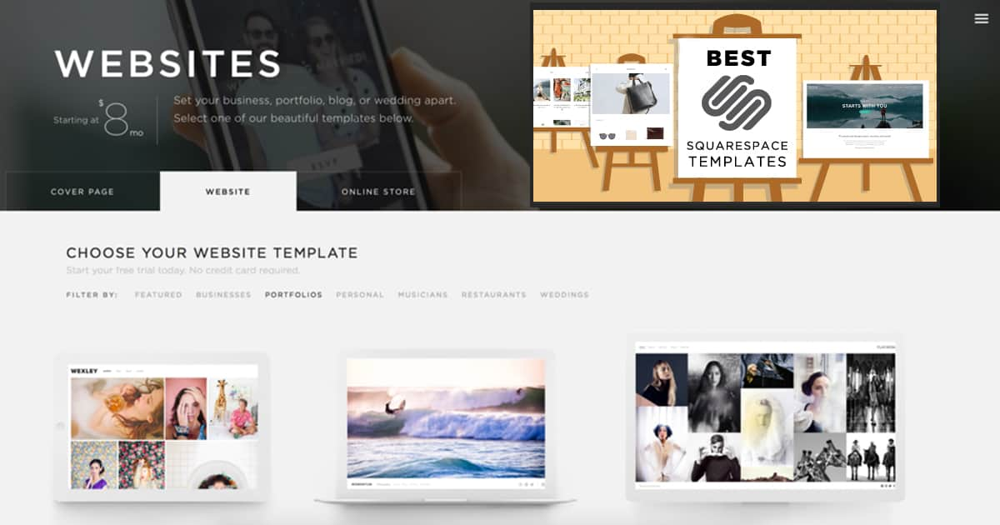 WEBSITES
Starting at $8 mo
Set your business, portfolio, blog, or wedding apart.
Select one of our beautiful templates below.
BEST
SQUARESPACE
TEMPLATES
STARTS WITH YOU
RSVP
COVER PAGE
WEBSITE
ONLINE STORE
CHOOSE YOUR WEBSITE TEMPLATE
Start your free trial today. No credit card required.
FILTER BY: FEATURED BUSINESSES PORTFOLIOS PERSONAL MUSICIANS RESTAURANTS WEDDINGS
WEXLEY
MOMENTUM